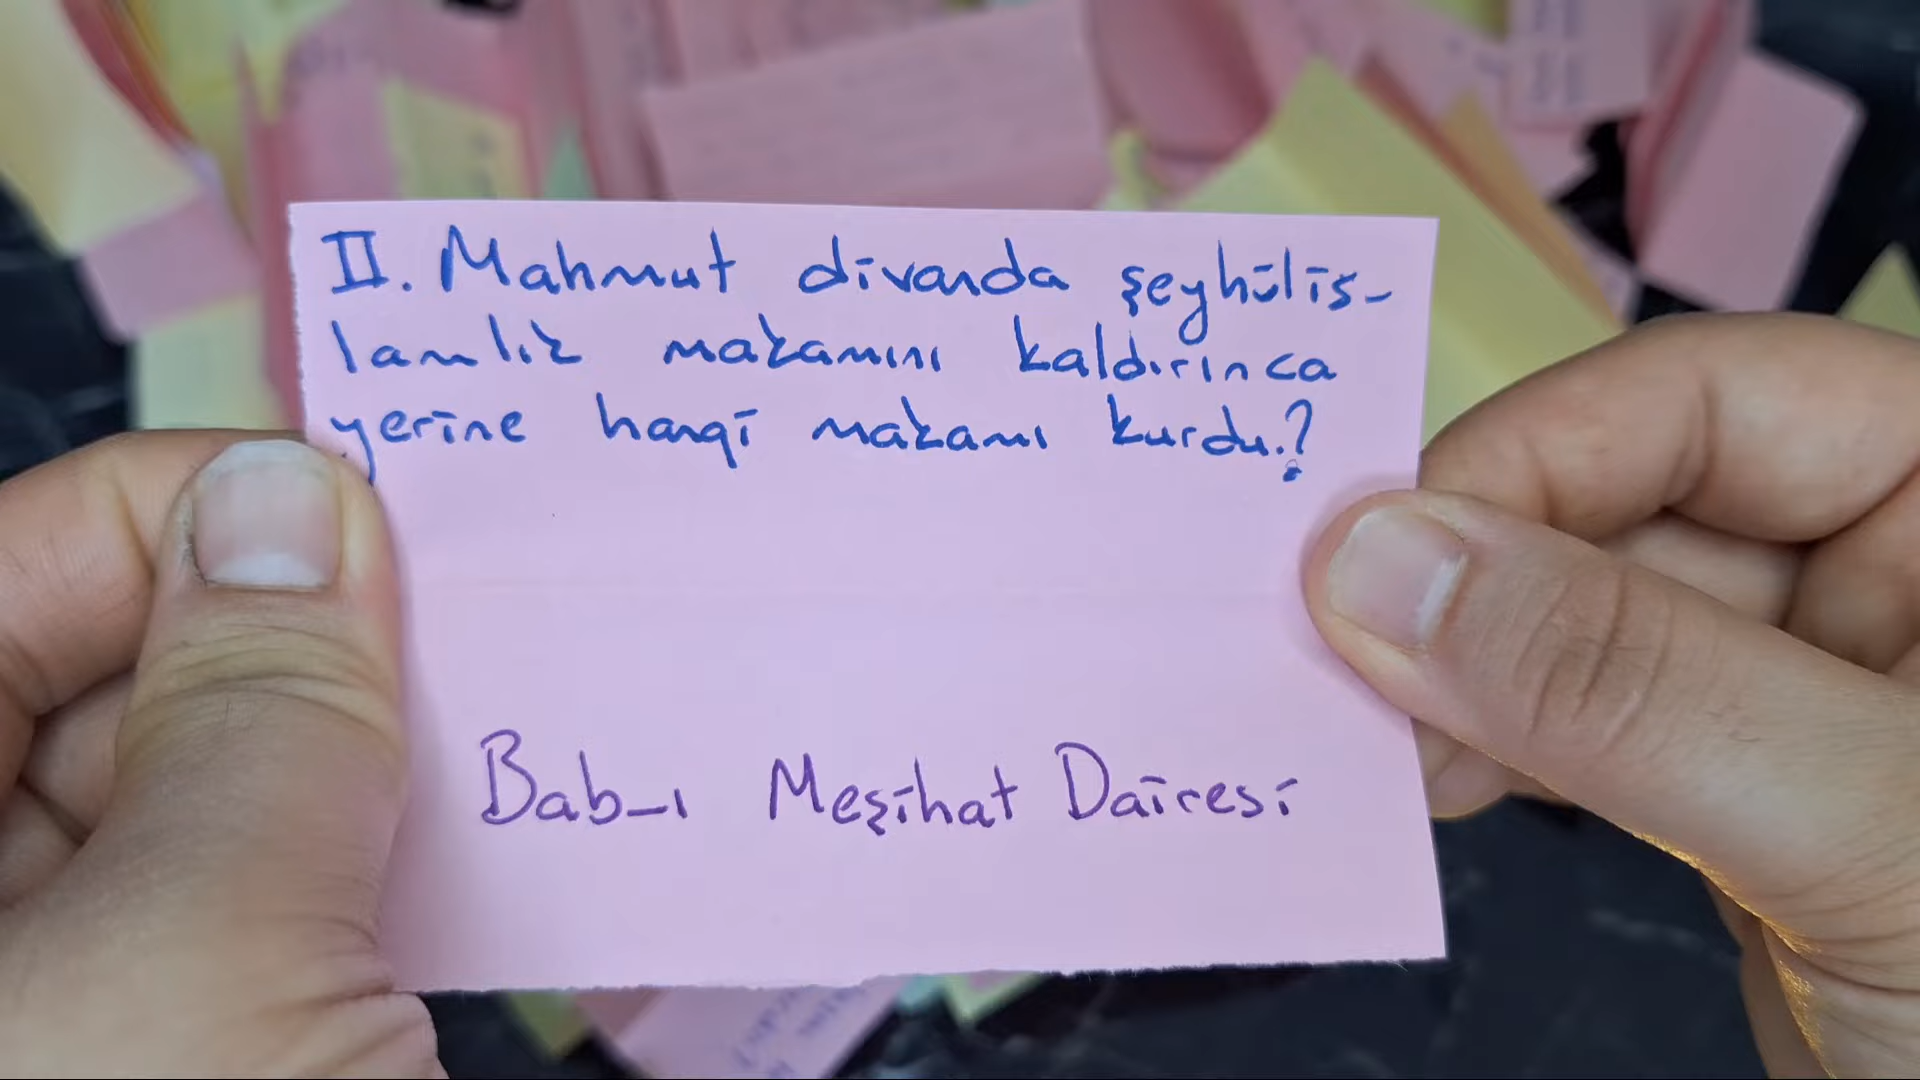 II. Mahmut divanda şeyhülis-
lamlık makamını kaldırınca
yerine hangi makamı kurdu.?
Bab-ı Meşihat Dairesi